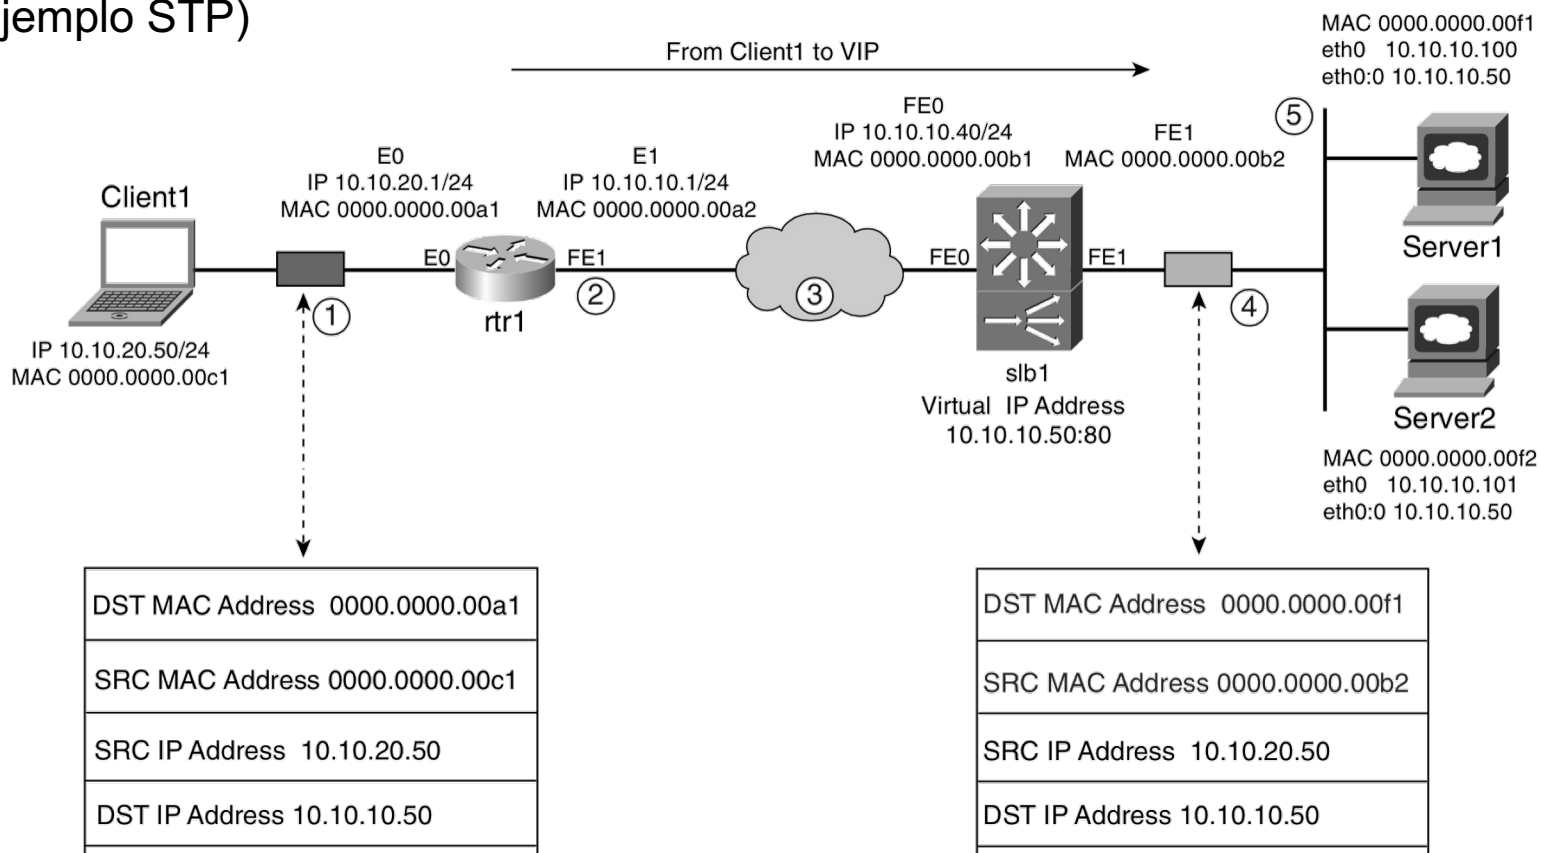 jemplo STP)
From Client1 to VIP
MAC 0000.0000.00f1
eth0 10.10.10.100
eth0:0 10.10.10.50
5
FE0
IP 10.10.10.40/24
MAC 0000.0000.00b1
FE1
MAC 0000.0000.00b2
E0
IP 10.10.20.1/24
MAC 0000.0000.00a1
E1
IP 10.10.10.1/24
MAC 0000.0000.00a2
Client1
Server1
E0
FE1
FE0
FE1
1
2
3
4
rtr1
IP 10.10.20.50/24
MAC 0000.0000.00c1
slb1
Virtual IP Address
10.10.10.50:80
Server2
MAC 0000.0000.00f2
eth0 10.10.10.101
eth0:0 10.10.10.50
DST MAC Address 0000.0000.00a1
SRC MAC Address 0000.0000.00c1
SRC IP Address 10.10.20.50
DST IP Address 10.10.10.50
DST MAC Address 0000.0000.00f1
SRC MAC Address 0000.0000.00b2
SRC IP Address 10.10.20.50
DST IP Address 10.10.10.50